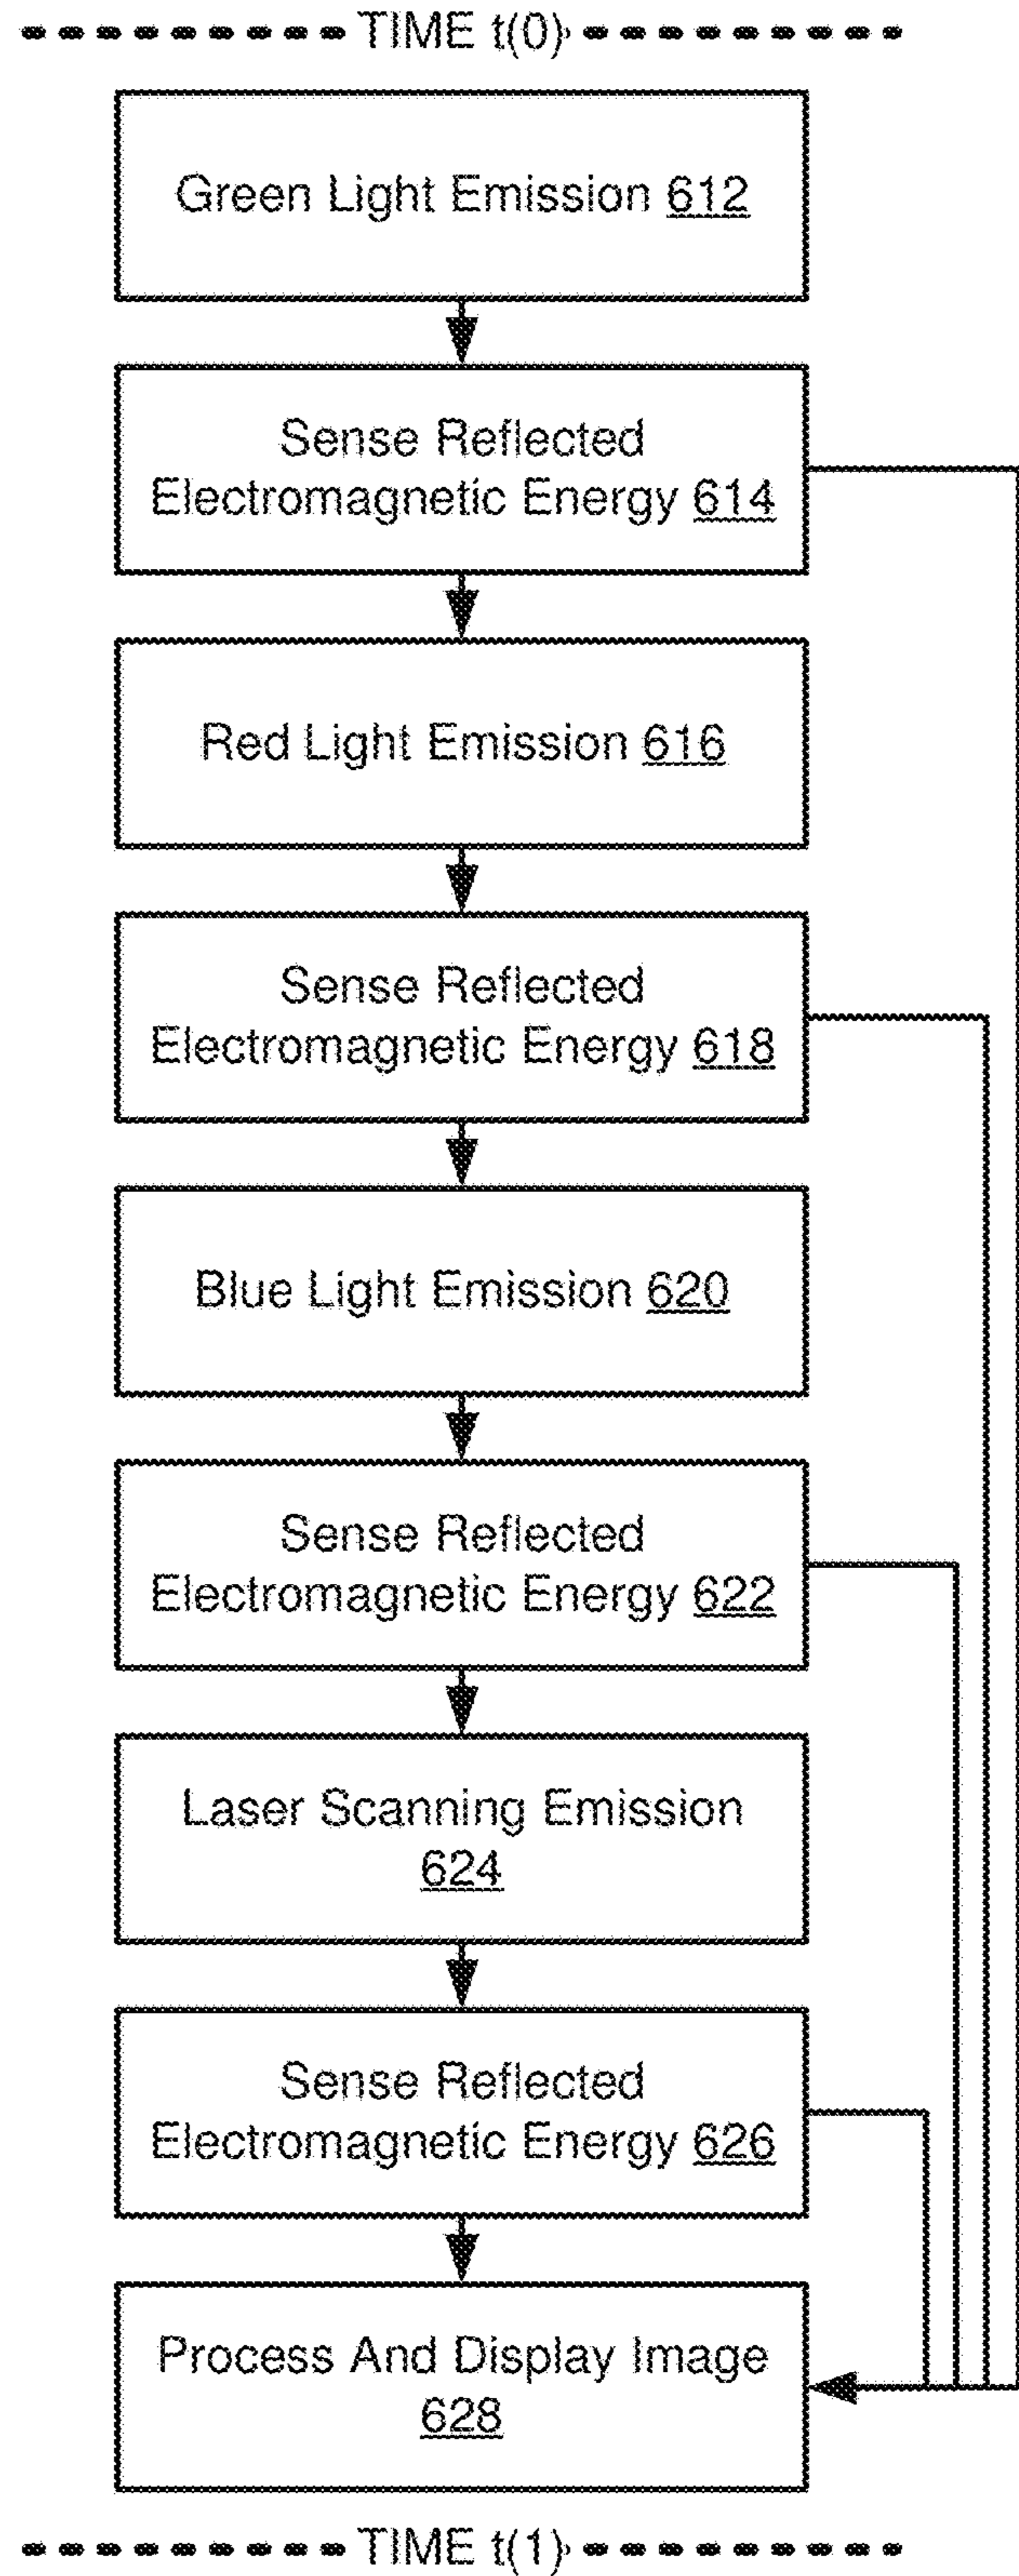 TIME t(0)
Green Light Emission 612
Sense Reflected
Electromagnetic Energy 614
Red Light Emission 616
Sense Reflected
Electromagnetic Energy 618
Blue Light Emission 620
Sense Reflected
Electromagnetic Energy 622
Laser Scanning Emission
624
Sense Reflected
Electromagnetic Energy 626
Process And Display Image
628
TIME t(1)